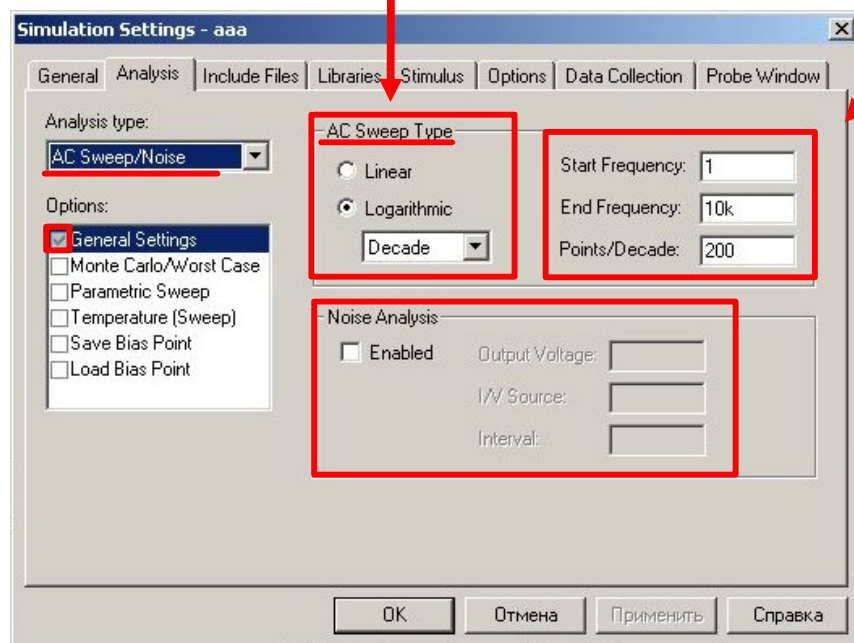 Simulation Settings - aaa
General Analysis Include Files Libraries Stimulus Options Data Collection Probe Window
Analysis type:
AC Sweep/Noise
Options:
General Settings
Monte Carlo/Worst Case
Parametric Sweep
Temperature (Sweep)
Save Bias Point
Load Bias Point
AC Sweep Type
Linear
Logarithmic
Decade
Start Frequency: 1
End Frequency: 10k
Points/Decade: 200
Noise Analysis
Enabled
Output Voltage:
I/V Source:
Interval:
OK Отмена Применить Справка